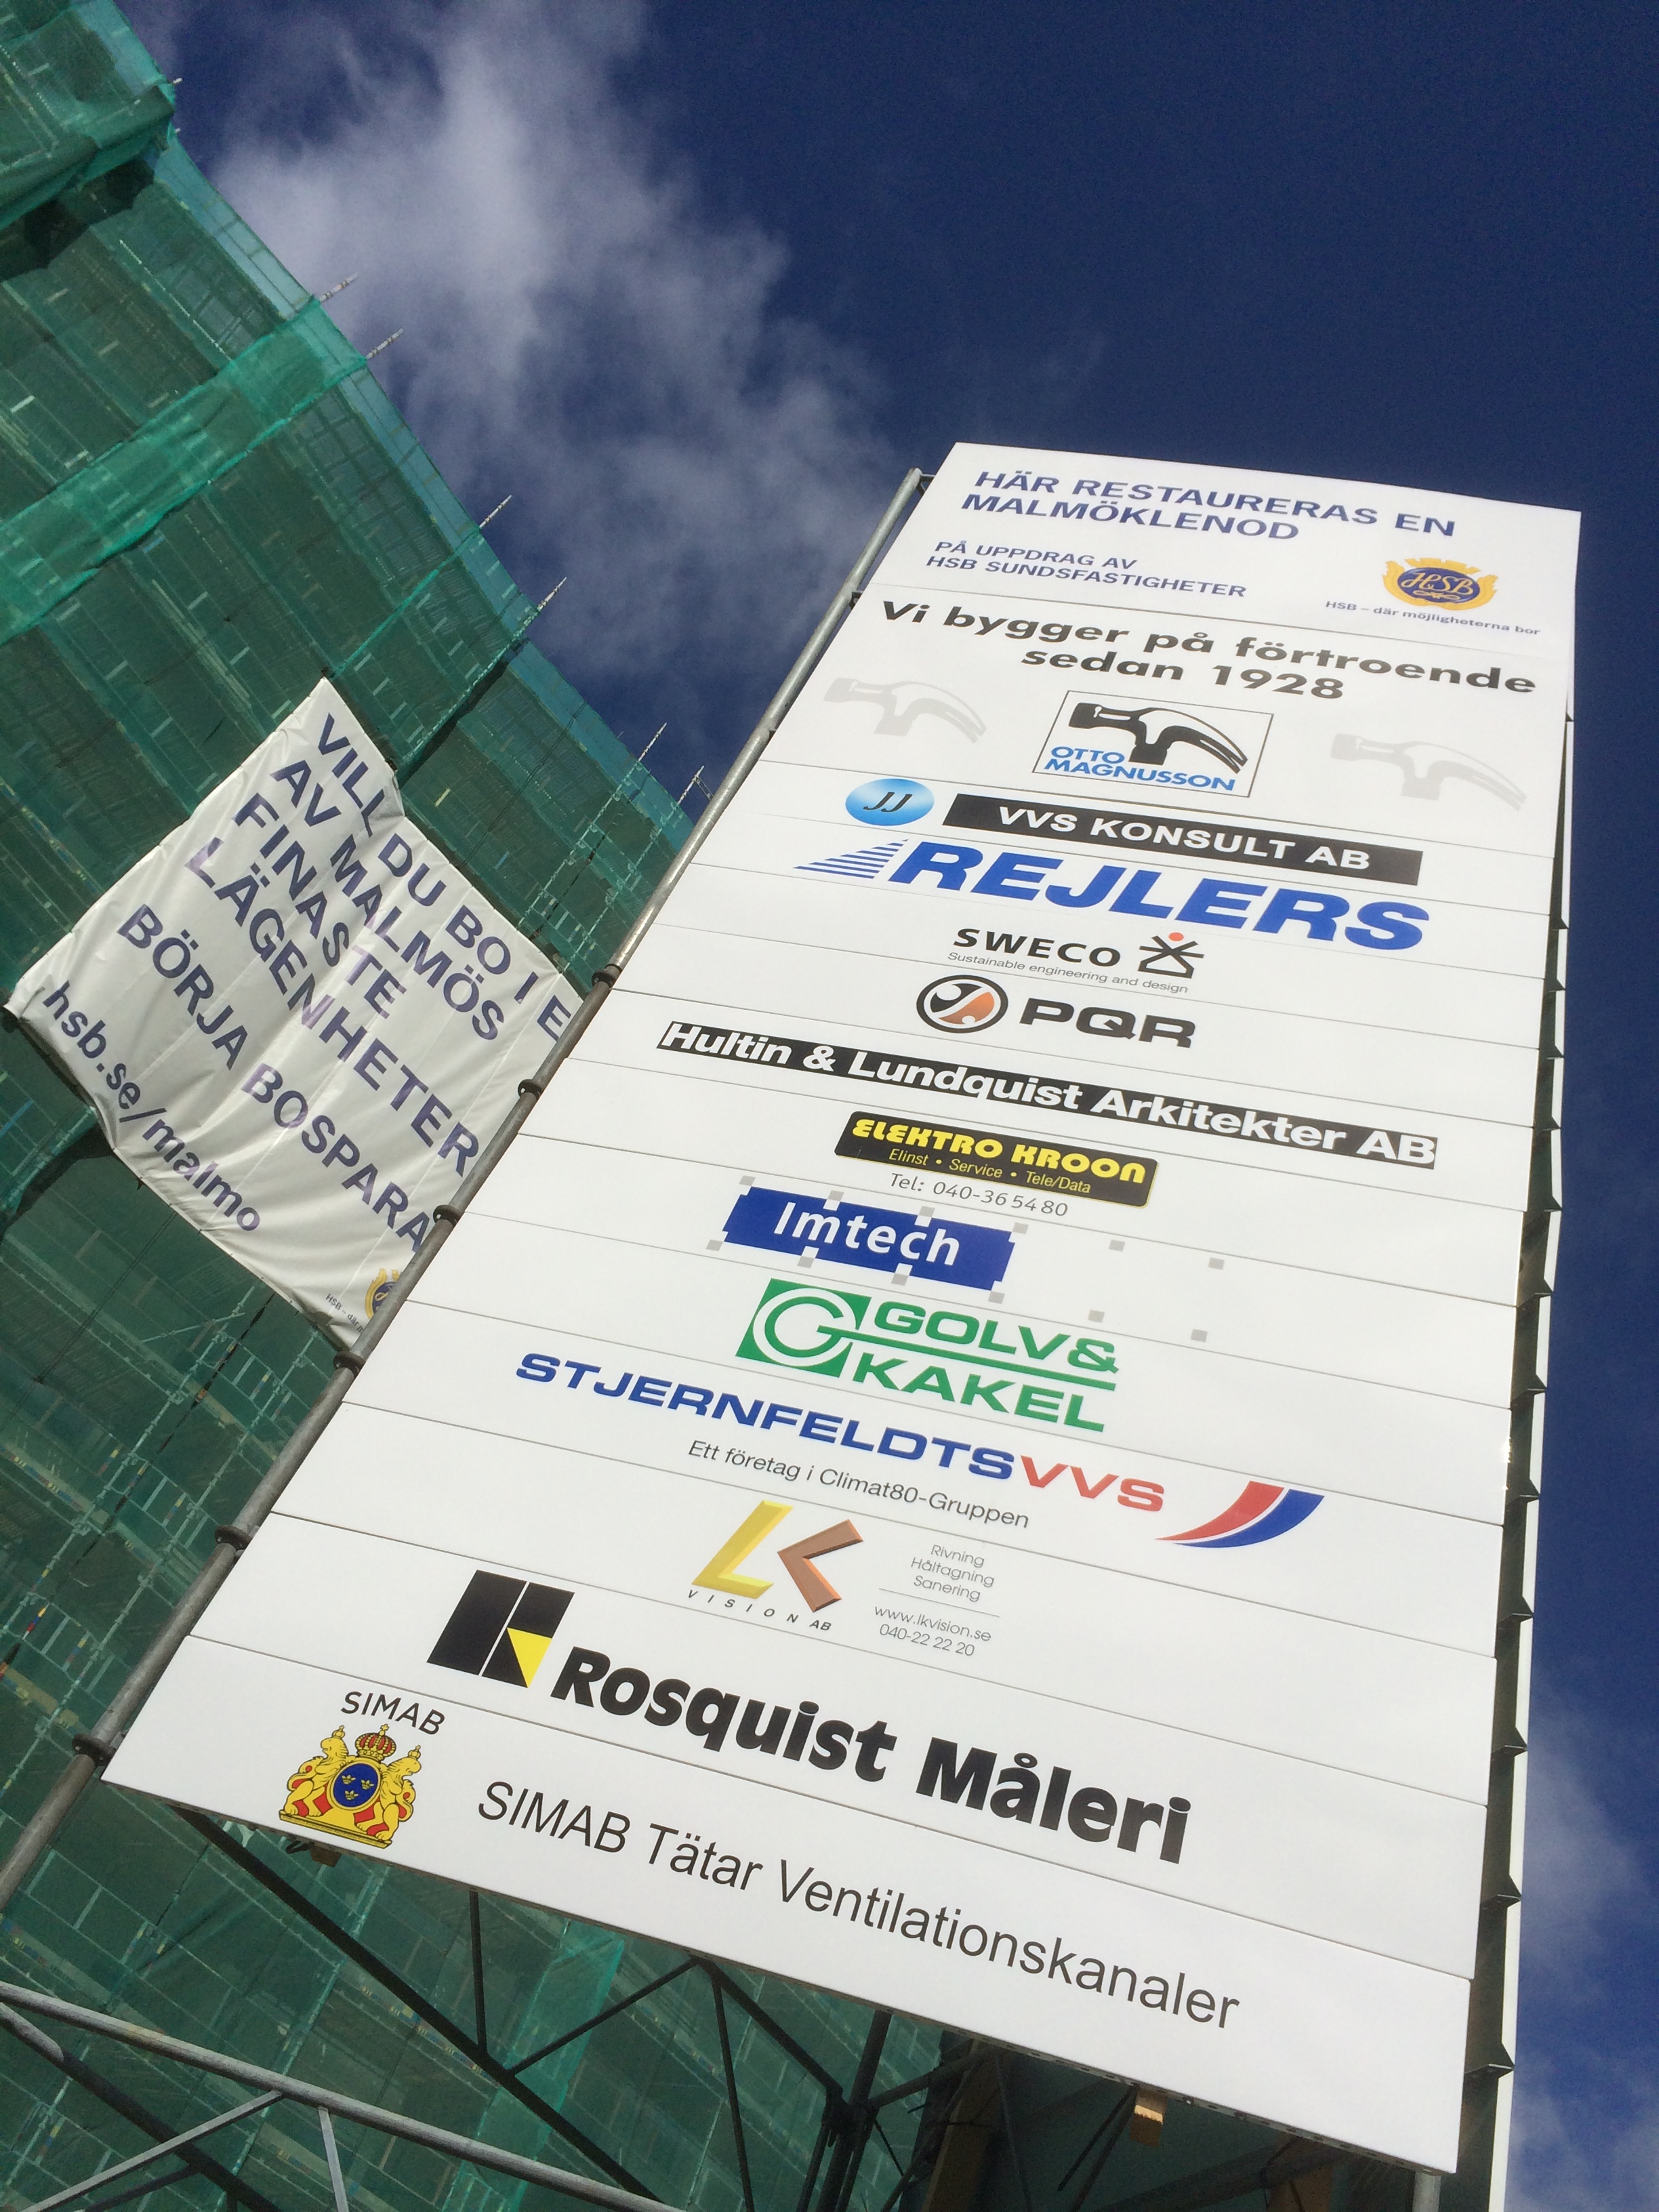 HÄR RESTAURERAS EN
MALMÖKLENOD
PÅ UPPDRAG AV
HSB SUNDSFASTIGHETER
HSB
HSB – där möjligheterna bor
Vi bygger på förtroende
sedan 1928
OTTO
MAGNUSSON
JJ VVS KONSULT AB
REJLERS
SWECO
Sustainable engineering and design
PQR
Hultin & Lundquist Arkitekter AB
ELEKTRO KROON
Elinst • Service • Tele/Data
Tel: 040-36 54 80
Imtech
GOLV&
KAKEL
STJERNFELDTSVVS
Ett företag i Climat80-Gruppen
LK
VISION AB
Rivning
Håltagning
Sanering
www.lkvision.se
040-22 22 20
Rosquist Måleri
SIMAB
SIMAB Tätar Ventilationskanaler
VILL DU BO I E
AV MALMÖS
FINASTE
LÄGENHETER
BÖRJA BOSPARA
hsb.se/malmo
HSB – där